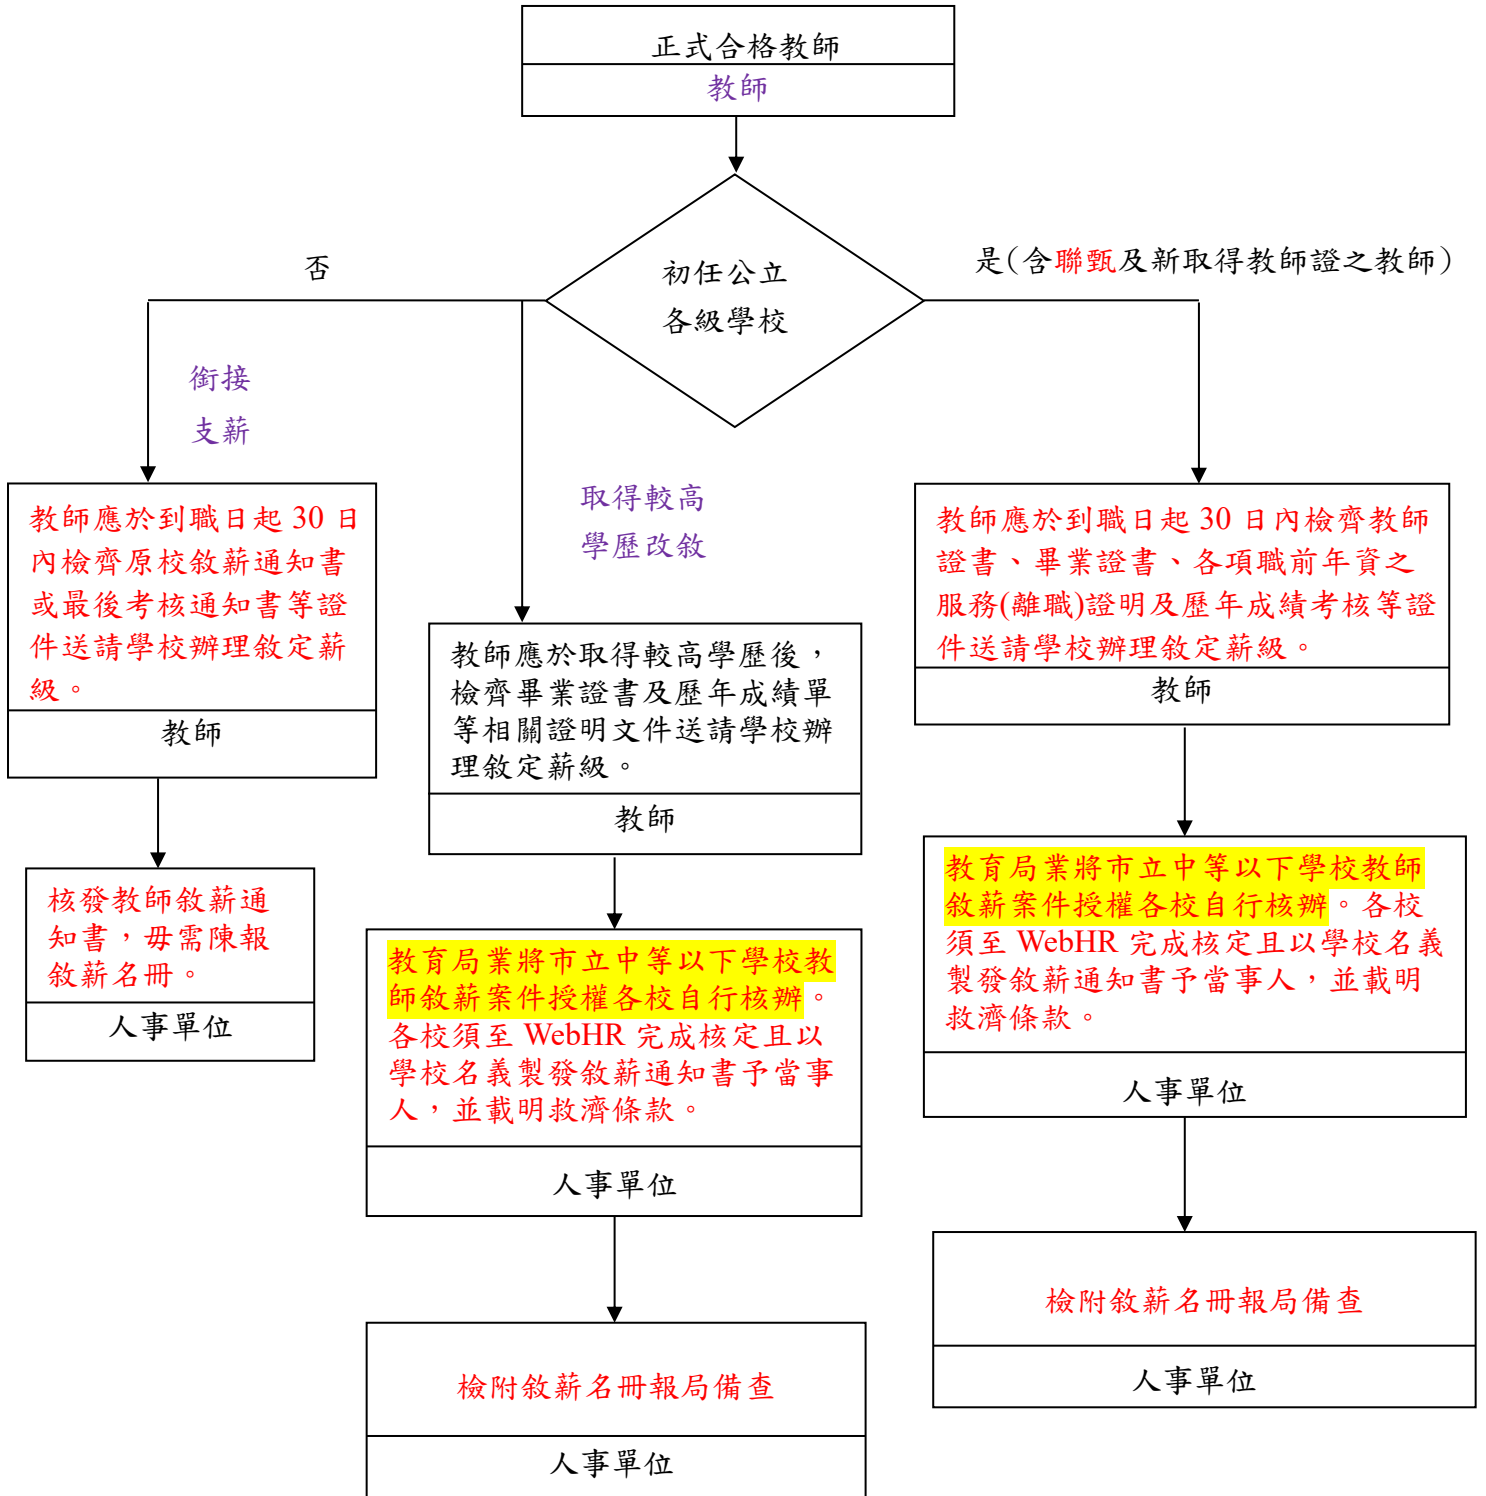 正式合格教師
教師
初任公立
各級學校
否
是(含聯甄及新取得教師證之教師)
銜接
支薪
取得較高
學歷改敘
教師應於到職日起 30 日
內檢齊原校敘薪通知書
或最後考核通知書等證
件送請學校辦理敘定薪
級。
教師
核發教師敘薪通
知書，毋需陳報
敘薪名冊。
人事單位
教師應於取得較高學歷後，
檢齊畢業證書及歷年成績單
等相關證明文件送請學校辦
理敘定薪級。
教師
教育局業將市立中等以下學校教
師敘薪案件授權各校自行核辦。
各校須至 WebHR 完成核定且以
學校名義製發敘薪通知書予當事
人，並載明救濟條款。
人事單位
檢附敘薪名冊報局備查
人事單位
教師應於到職日起 30 日內檢齊教師
證書、畢業證書、各項職前年資之
服務(離職)證明及歷年成績考核等證
件送請學校辦理敘定薪級。
教師
教育局業將市立中等以下學校教師
敘薪案件授權各校自行核辦。各校
須至 WebHR 完成核定且以學校名義
製發敘薪通知書予當事人，並載明
救濟條款。
人事單位
檢附敘薪名冊報局備查
人事單位